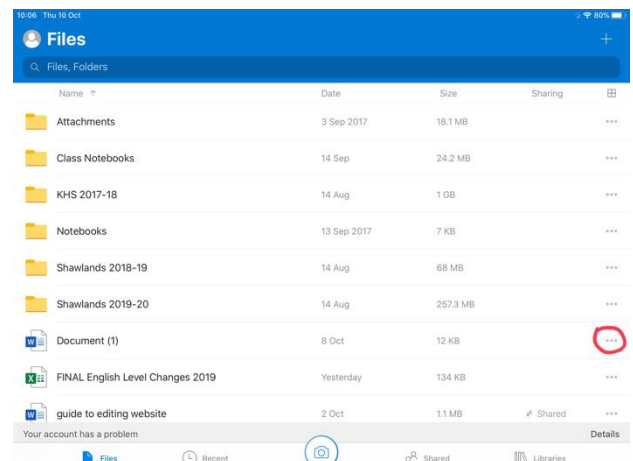 10:06 Thu 10 Oct 80%
Files
Files, Folders
Name ↑ Date Size Sharing
Attachments 3 Sep 2017 18.1 MB
Class Notebooks 14 Sep 24.2 MB
KHS 2017-18 14 Aug 1 GB
Notebooks 13 Sep 2017 7 KB
Shawlands 2018-19 14 Aug 68 MB
Shawlands 2019-20 14 Aug 257.3 MB
Document (1) 8 Oct 12 KB
FINAL English Level Changes 2019 Yesterday 134 KB
guide to editing website 2 Oct 1.1 MB Shared
Your account has a problem Details
Files Recent Shared Libraries